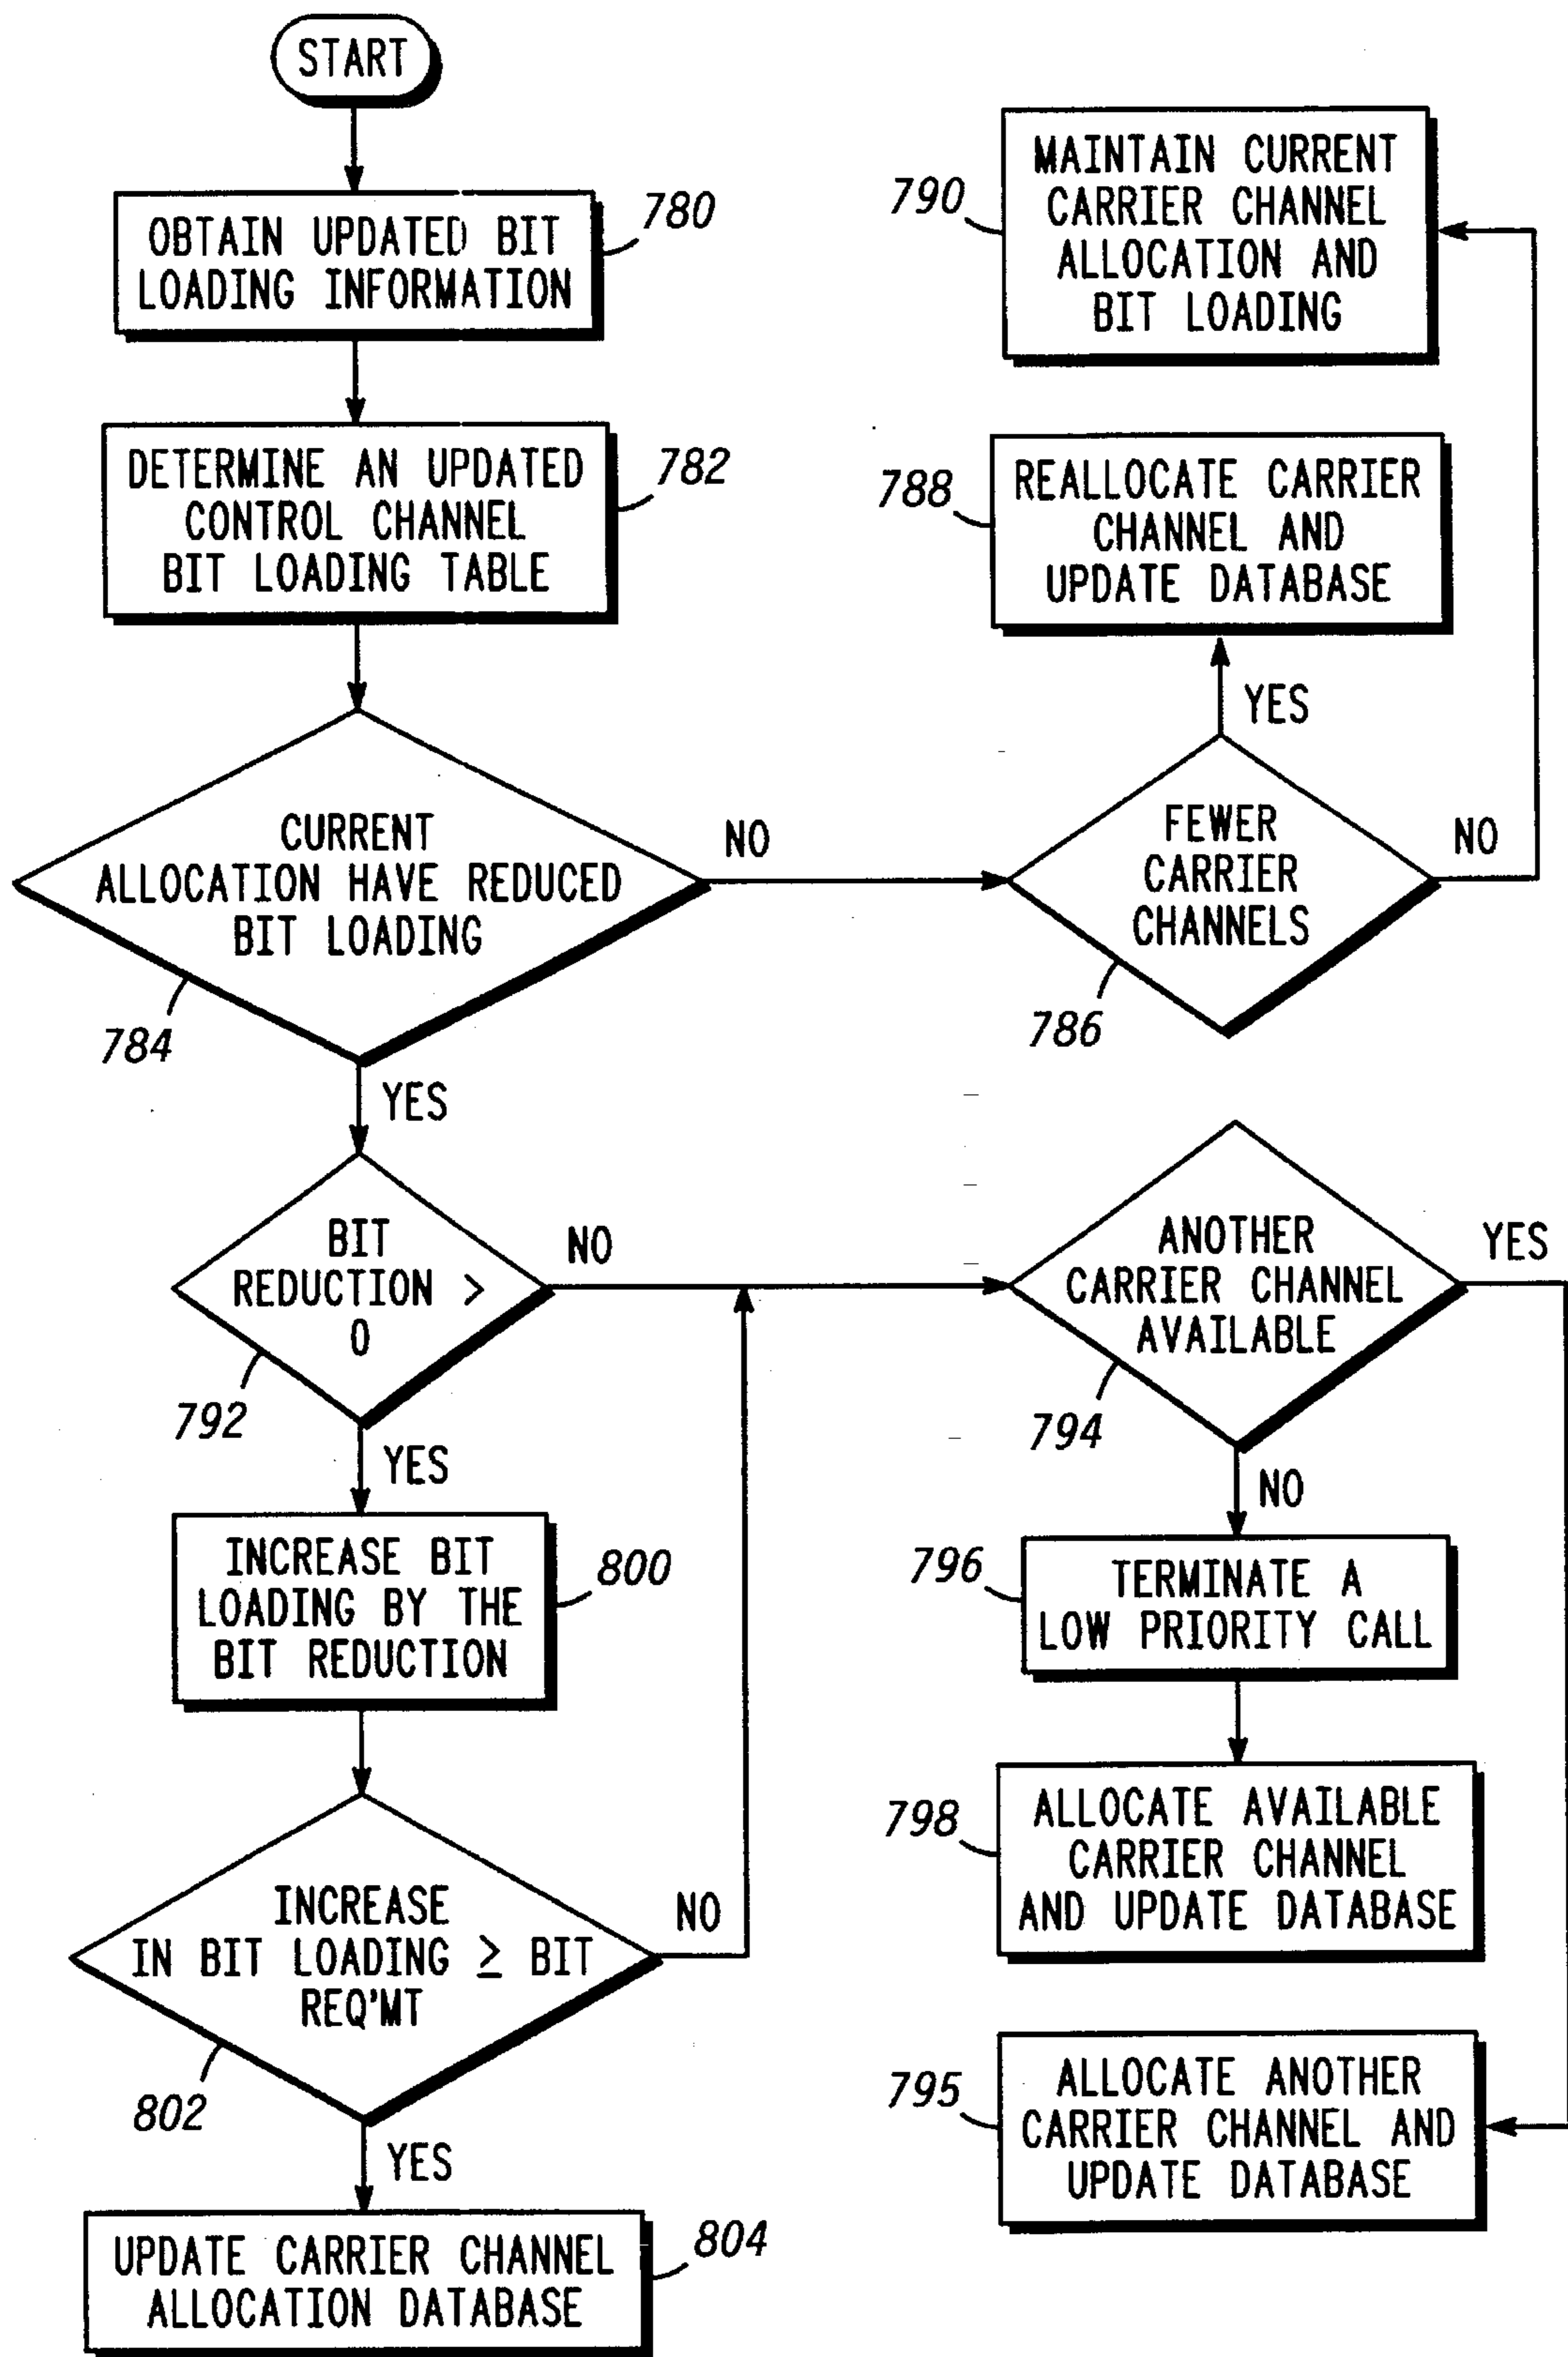 START
OBTAIN UPDATED BIT
LOADING INFORMATION
780
DETERMINE AN UPDATED
CONTROL CHANNEL
BIT LOADING TABLE
782
CURRENT
ALLOCATION HAVE REDUCED
BIT LOADING
784
NO
YES
FEWER
CARRIER
CHANNELS
786
YES
NO
REALLOCATE CARRIER
CHANNEL AND
UPDATE DATABASE
788
MAINTAIN CURRENT
CARRIER CHANNEL
ALLOCATION AND
BIT LOADING
790
BIT
REDUCTION >
0
792
NO
YES
ANOTHER
CARRIER CHANNEL
AVAILABLE
794
YES
NO
TERMINATE A
LOW PRIORITY CALL
796
ALLOCATE AVAILABLE
CARRIER CHANNEL
AND UPDATE DATABASE
798
ALLOCATE ANOTHER
CARRIER CHANNEL AND
UPDATE DATABASE
795
INCREASE BIT
LOADING BY THE
BIT REDUCTION
800
INCREASE
IN BIT LOADING ≥ BIT
REQ'MT
802
NO
YES
UPDATE CARRIER CHANNEL
ALLOCATION DATABASE
804